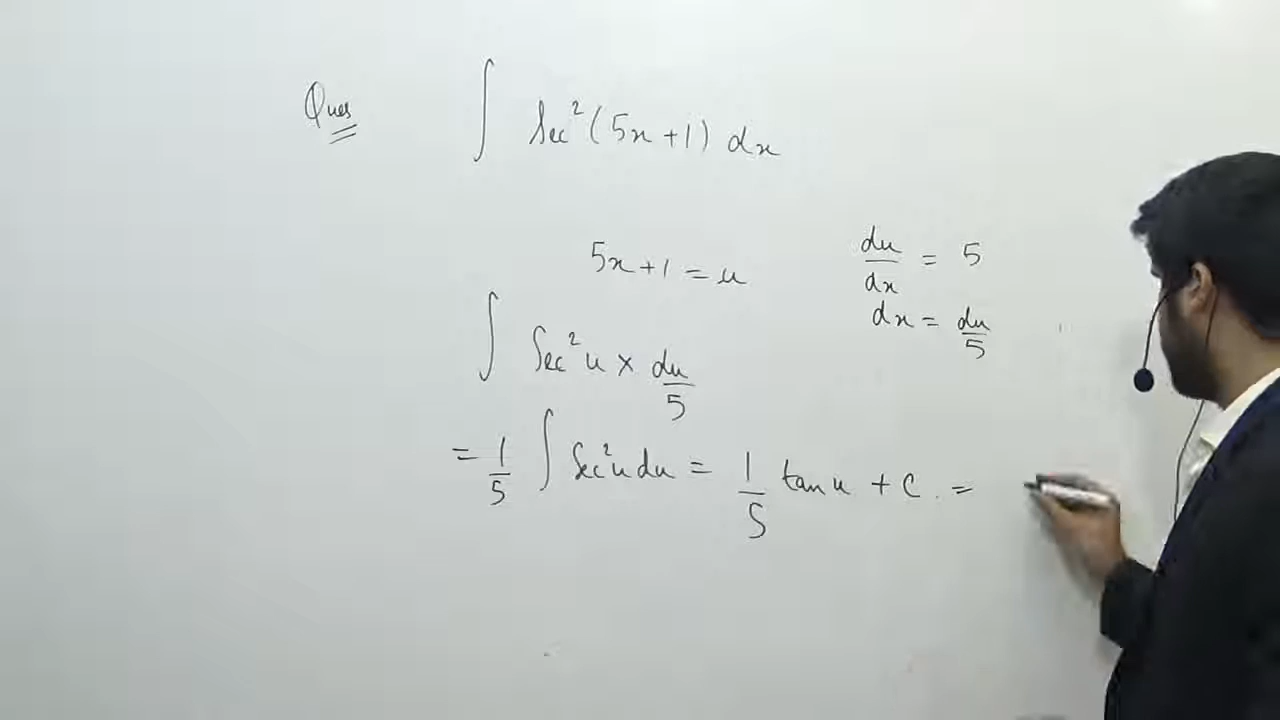 Ques ∫ Sec²(5x+1) dx
5x+1 = u
du/dx = 5
dx = du/5
∫ Sec²u × du/5
= 1/5 ∫ Sec²u du = 1/5 tan u + C. =